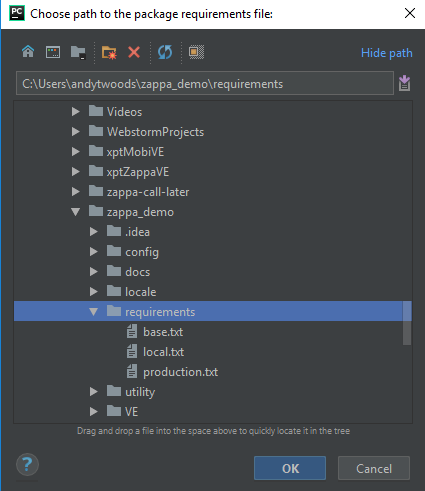 PC Choose path to the package requirements file:
Hide path
C:\Users\andytwoods\zappa_demo\requirements
Videos
WebstormProjects
xptMobiVE
xptZappaVE
zappa-call-later
zappa_demo
.idea
config
docs
locale
requirements
base.txt
local.txt
production.txt
utility
VE
Drag and drop a file into the space above to quickly locate it in the tree
?
OK Cancel